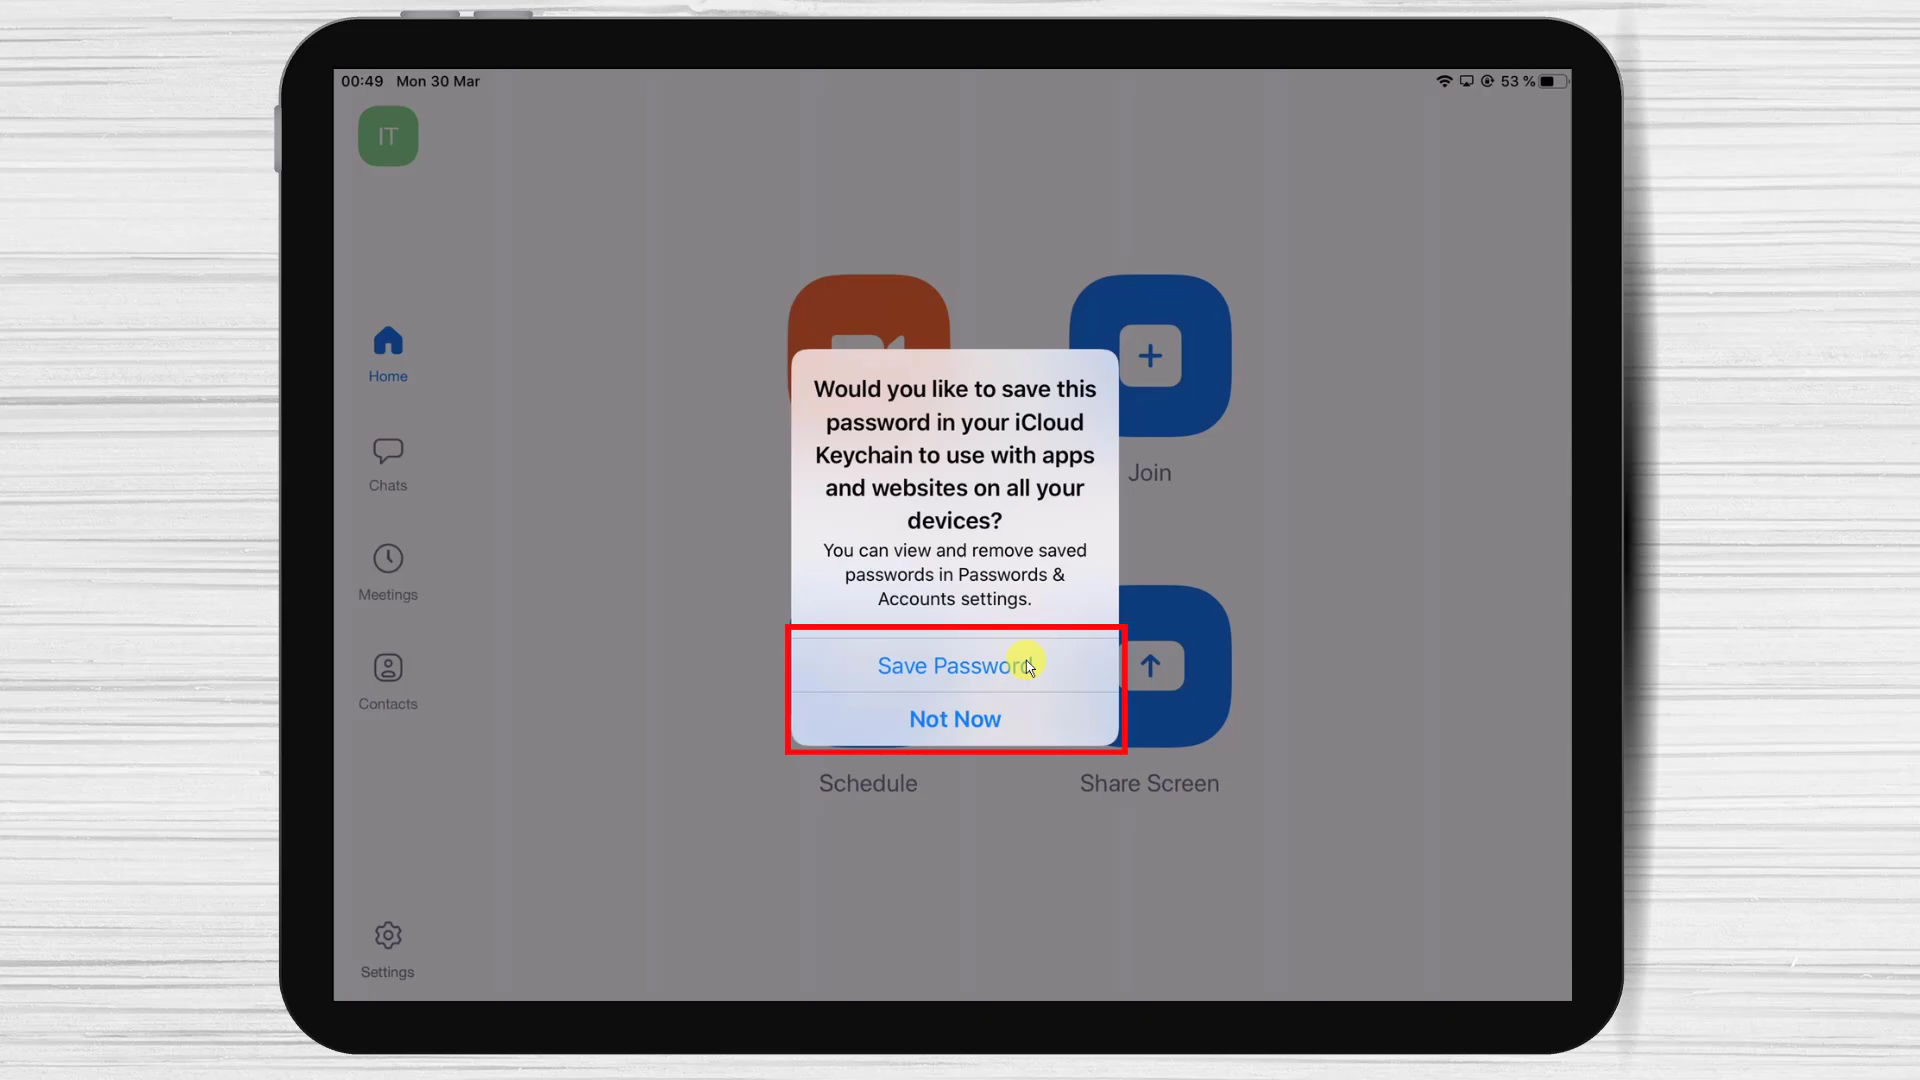 00:49 Mon 30 Mar
53 %
IT
Home
Chats
Meetings
Contacts
Settings
Would you like to save this
password in your iCloud
Keychain to use with apps
and websites on all your
devices?
You can view and remove saved
passwords in Passwords &
Accounts settings.
Save Password
Not Now
Join
Schedule
Share Screen